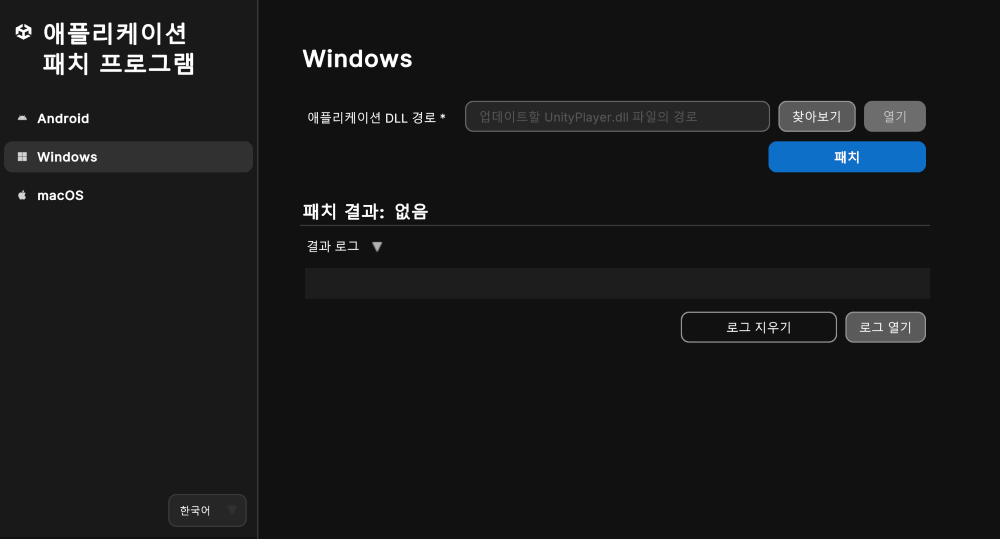 애플리케이션
패치 프로그램
Android
Windows
macOS
한국어
Windows
애플리케이션 DLL 경로 *
업데이트할 UnityPlayer.dll 파일의 경로
찾아보기
열기
패치
패치 결과: 없음
결과 로그
로그 지우기
로그 열기